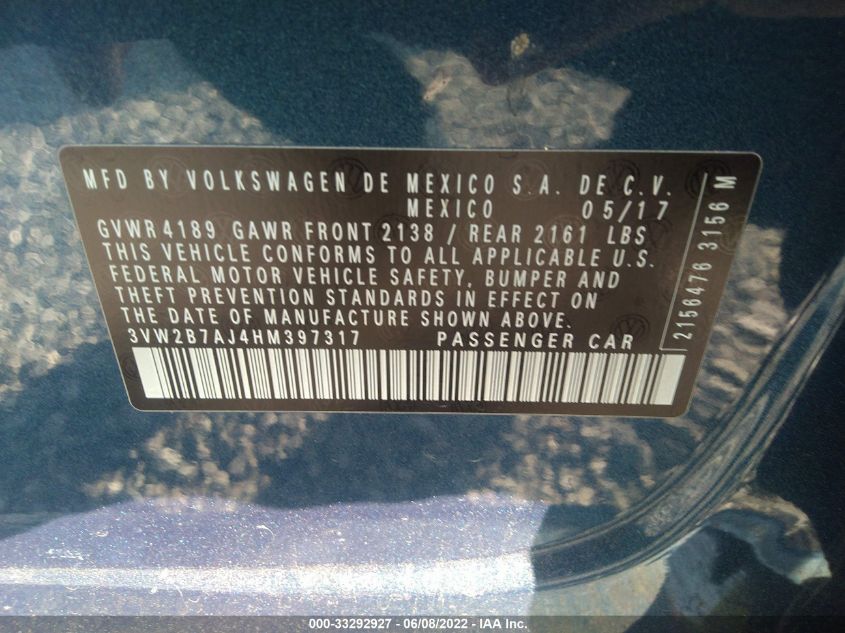 MFD BY VOLKSWAGEN DE MEXICO S.A. DE C.V.
MEXICO 05/17
GVWR 4189 GAWR FRONT 2138 / REAR 2161 LBS
THIS VEHICLE CONFORMS TO ALL APPLICABLE U.S.
FEDERAL MOTOR VEHICLE SAFETY, BUMPER AND
THEFT PREVENTION STANDARDS IN EFFECT ON
THE DATE OF MANUFACTURE SHOWN ABOVE.
3VW2B7AJ4HM397317 PASSENGER CAR
2156476 3156 M
000-33292927 - 06/08/2022 - IAA Inc.